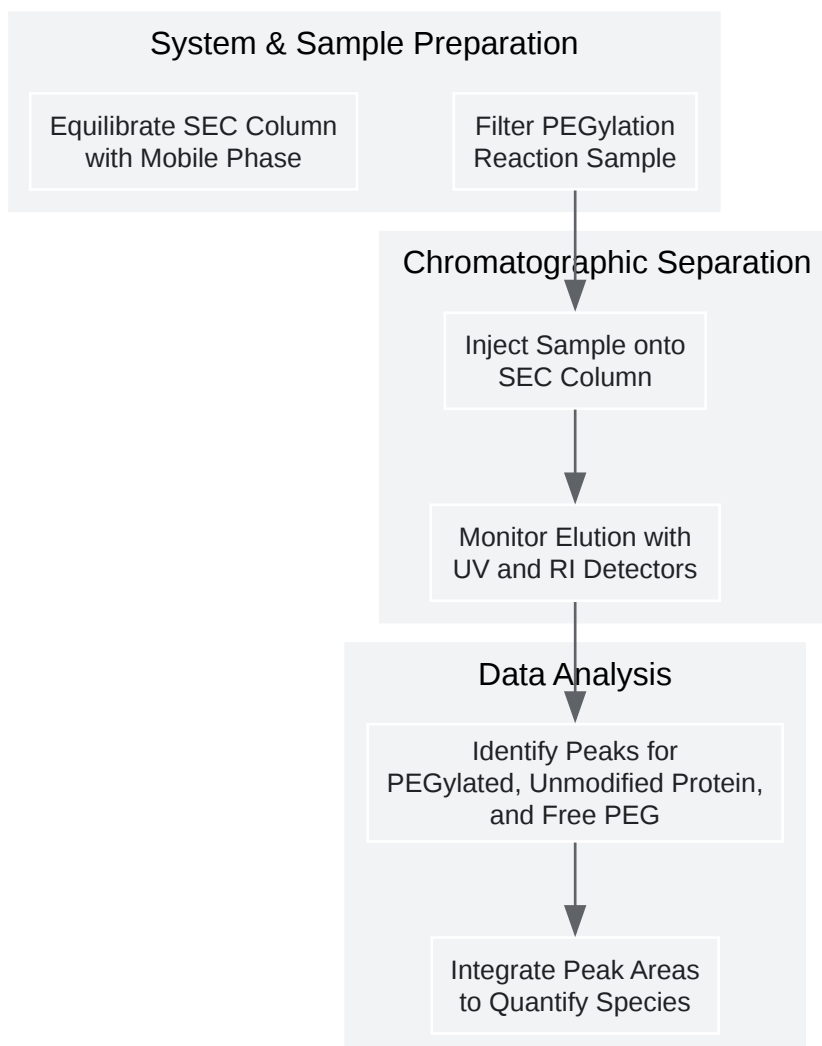 System & Sample Preparation
Equilibrate SEC Column
with Mobile Phase
Filter PEGylation
Reaction Sample
Chromatographic Separation
Inject Sample onto
SEC Column
Monitor Elution with
UV and RI Detectors
Data Analysis
Identify Peaks for
PEGylated, Unmodified Protein,
and Free PEG
Integrate Peak Areas
to Quantify Species